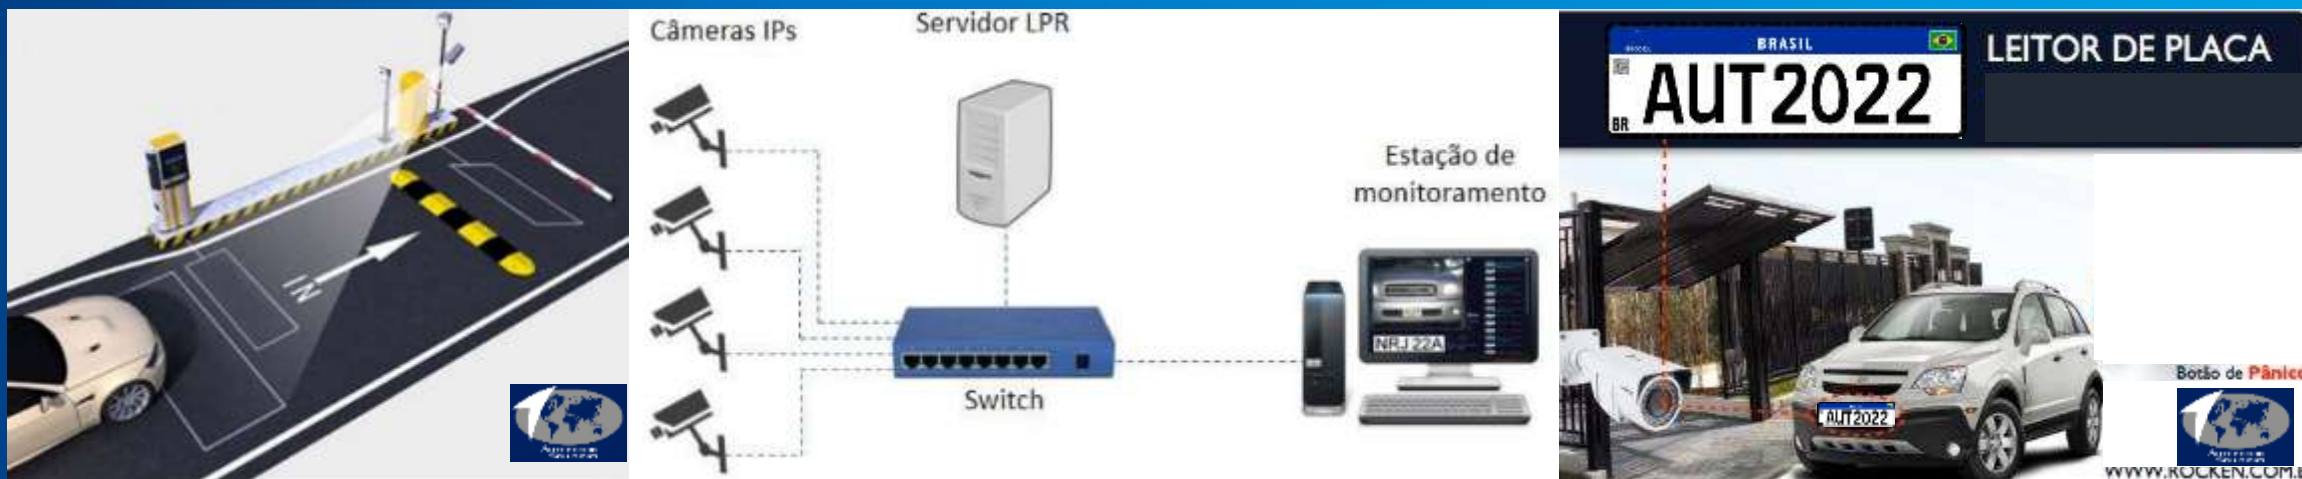 IN
Câmeras IPs
Servidor LPR
Estação de
monitoramento
NRJ 22A
Switch
BRASIL
AUT2022
BR
LEITOR DE PLACA
AUT2022
Botão de Pânico
WWW.ROCKEN.COM.B